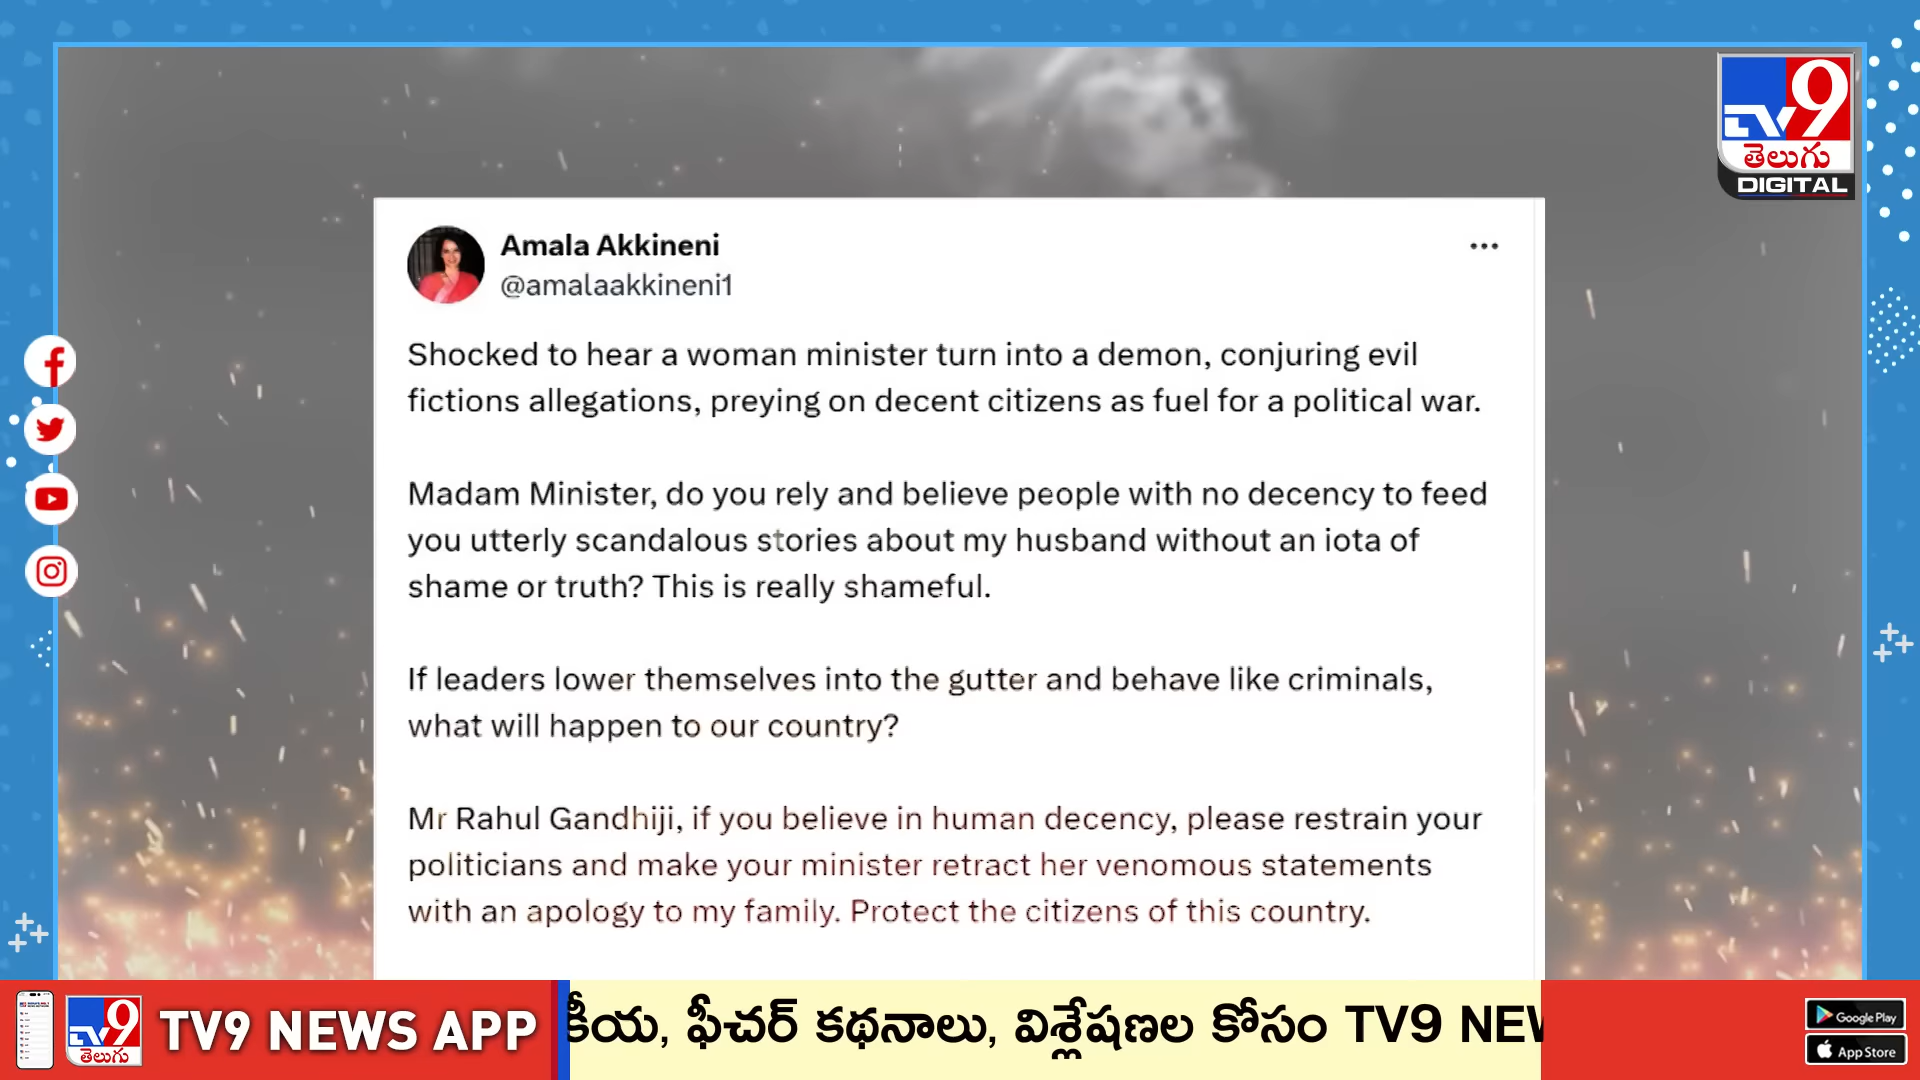 TV9
తెలుగు
DIGITAL
Amala Akkineni
@amalaakkineni1
Shocked to hear a woman minister turn into a demon, conjuring evil
fictions allegations, preying on decent citizens as fuel for a political war.
Madam Minister, do you rely and believe people with no decency to feed
you utterly scandalous stories about my husband without an iota of
shame or truth? This is really shameful.
If leaders lower themselves into the gutter and behave like criminals,
what will happen to our country?
Mr Rahul Gandhiji, if you believe in human decency, please restrain your
politicians and make your minister retract her venomous statements
with an apology to my family. Protect the citizens of this country.
TV9
తెలుగు
TV9 NEWS APP
కీయ, ఫీచర్ కథనాలు, విశ్లేషణల కోసం TV9 NEW
Google Play
App Store